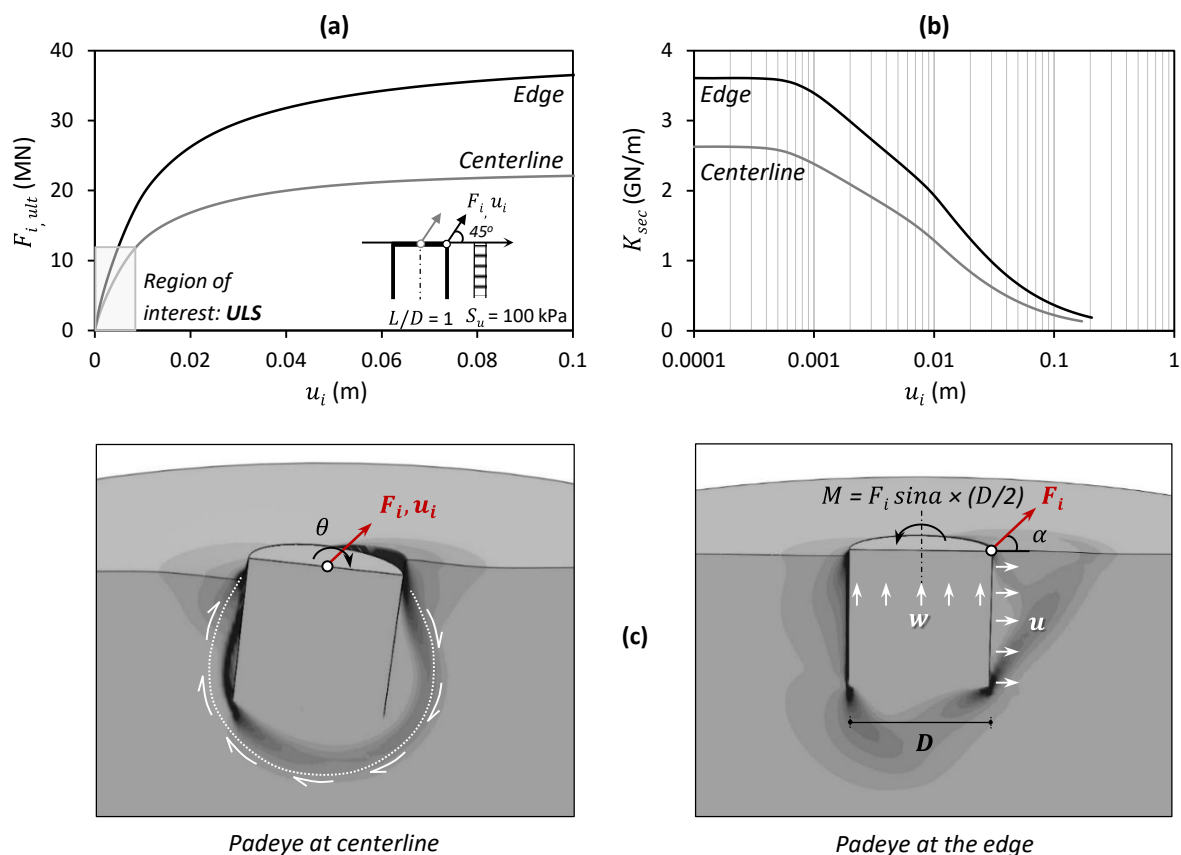 (a)
40
30
20
10
0
F_i, ult (MN)
Edge
Centerline
F_i, u_i
45º
Region of
interest: ULS
L/D = 1
S_u = 100 kPa
0
0.02
0.04
0.06
0.08
0.1
u_i (m)
(b)
4
3
2
1
0
K_sec (GN/m)
Edge
Centerline
0.0001
0.001
0.01
0.1
1
u_i (m)
θ
F_i, u_i
Padeye at centerline
(c)
M = F_i sina × (D/2)
F_i
α
w
u
D
Padeye at the edge